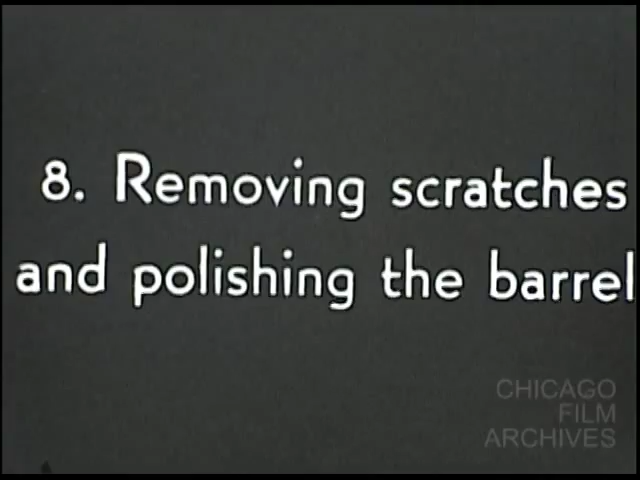 8. Removing scratches
and polishing the barrel
CHICAGO
FILM
ARCHIVES